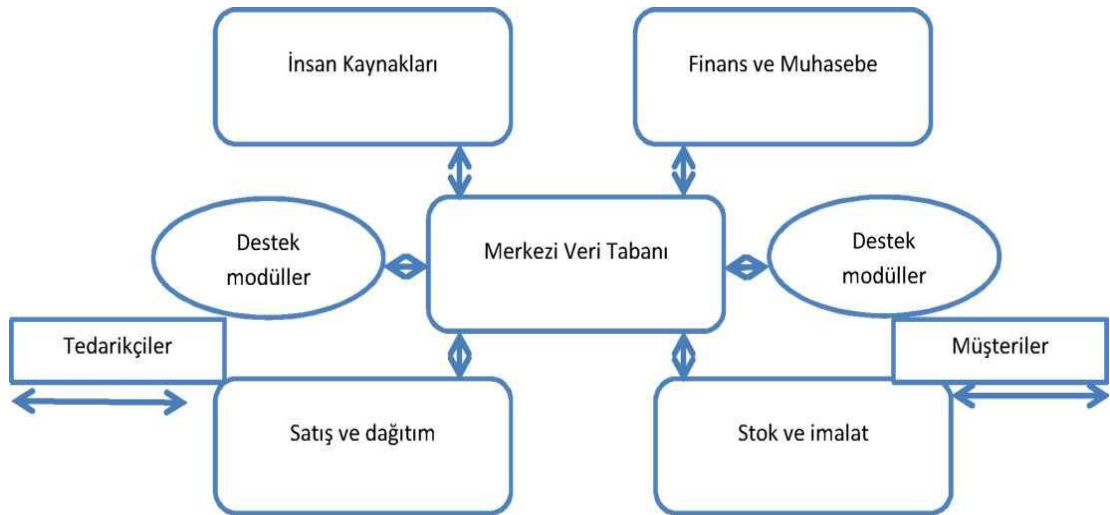 İnsan Kaynakları
Finans ve Muhasebe
Destek
modüller
Merkezi Veri Tabanı
Destek
modüller
Tedarikçiler
Müşteriler
Satış ve dağıtım
Stok ve imalat